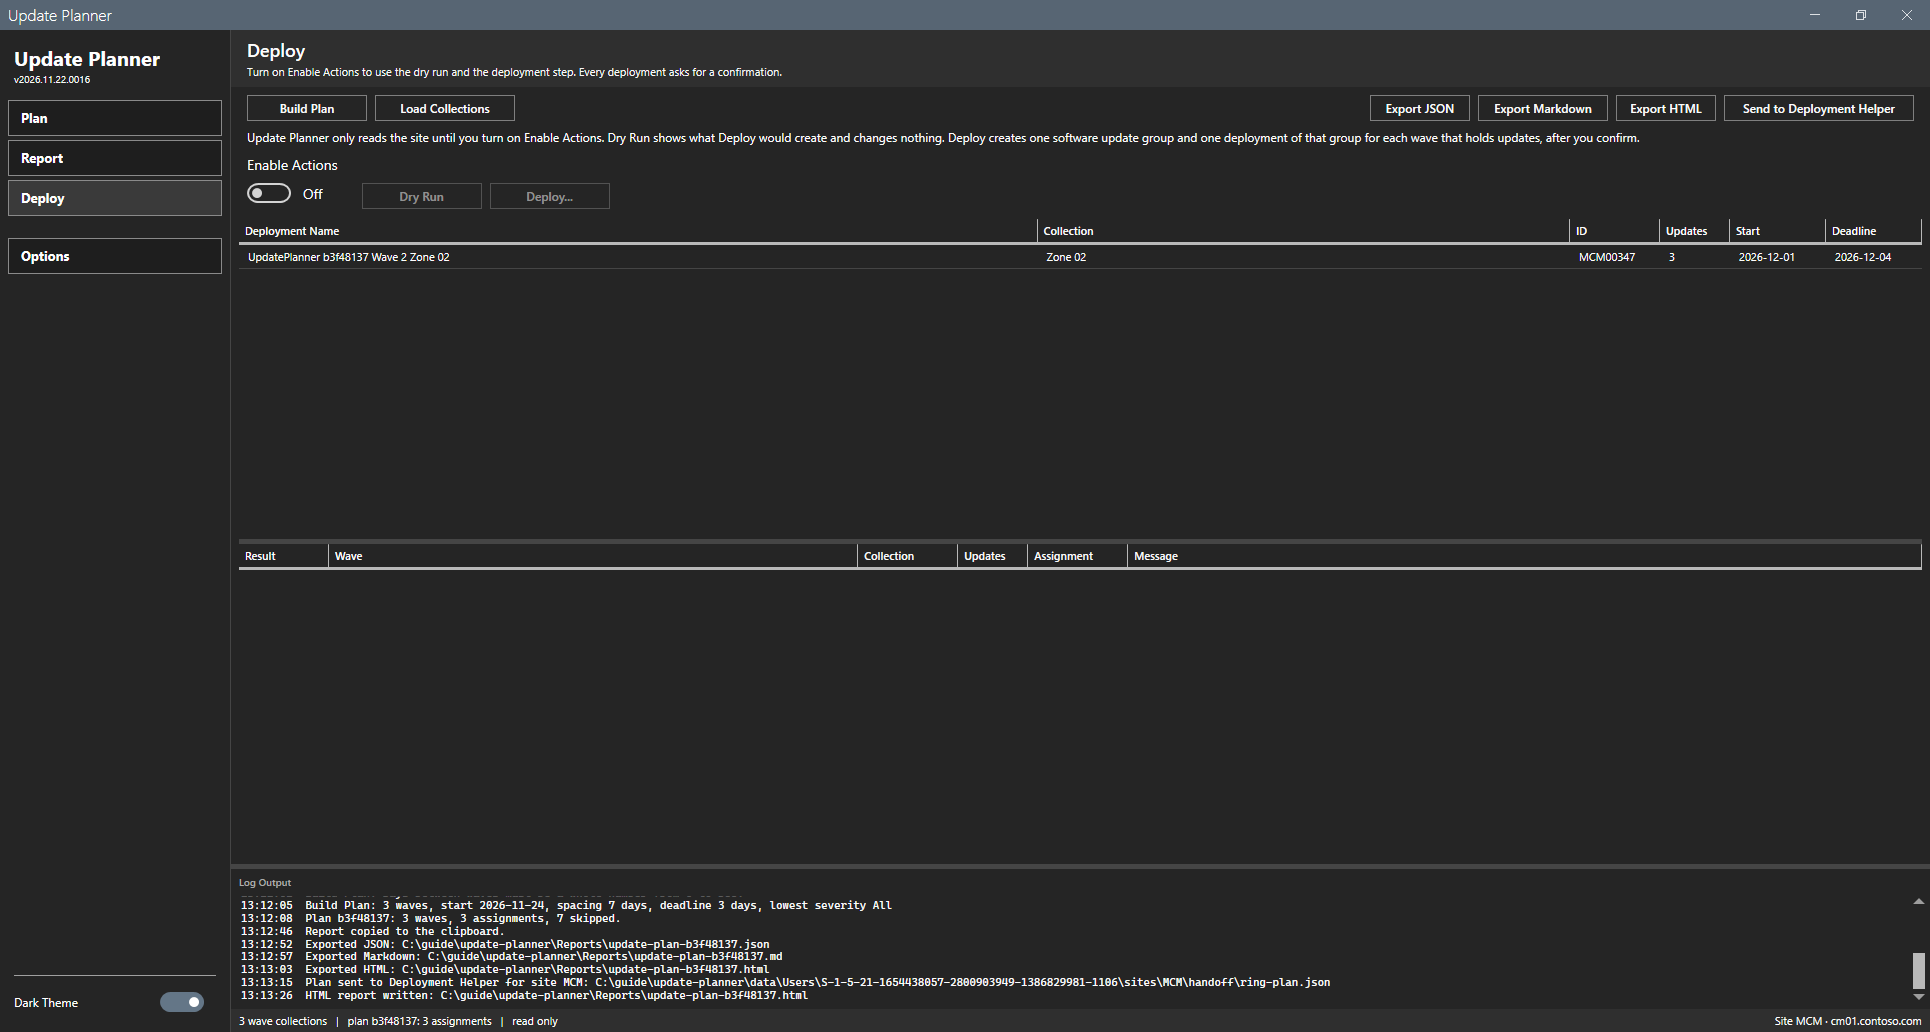 Update Planner
Update Planner
v2026.11.22.0016
Plan
Report
Deploy
Options
Dark Theme
Deploy
Turn on Enable Actions to use the dry run and the deployment step. Every deployment asks for a confirmation.
Build Plan Load Collections Export JSON Export Markdown Export HTML Send to Deployment Helper
Update Planner only reads the site until you turn on Enable Actions. Dry Run shows what Deploy would create and changes nothing. Deploy creates one software update group and one deployment of that group for each wave that holds updates, after you confirm.
Enable Actions
Off Dry Run Deploy...
Deployment Name Collection ID Updates Start Deadline
UpdatePlanner b3f48137 Wave 2 Zone 02 Zone 02 MCM00347 3 2026-12-01 2026-12-04
Result Wave Collection Updates Assignment Message
Log Output
13:12:05 Build Plan: 3 waves, start 2026-11-24, spacing 7 days, deadline 3 days, lowest severity All
13:12:08 Plan b3f48137: 3 waves, 3 assignments, 7 skipped.
13:12:46 Report copied to the clipboard.
13:12:52 Exported JSON: C:\guide\update-planner\Reports\update-plan-b3f48137.json
13:12:57 Exported Markdown: C:\guide\update-planner\Reports\update-plan-b3f48137.md
13:13:03 Exported HTML: C:\guide\update-planner\Reports\update-plan-b3f48137.html
13:13:15 Plan sent to Deployment Helper for site MCM: C:\guide\update-planner\data\Users\S-1-5-21-1654438057-2800903949-1386829981-1106\sites\MCM\handoff\ring-plan.json
13:13:26 HTML report written: C:\guide\update-planner\Reports\update-plan-b3f48137.html
3 wave collections | plan b3f48137: 3 assignments | read only
Site MCM · cm01.contoso.com